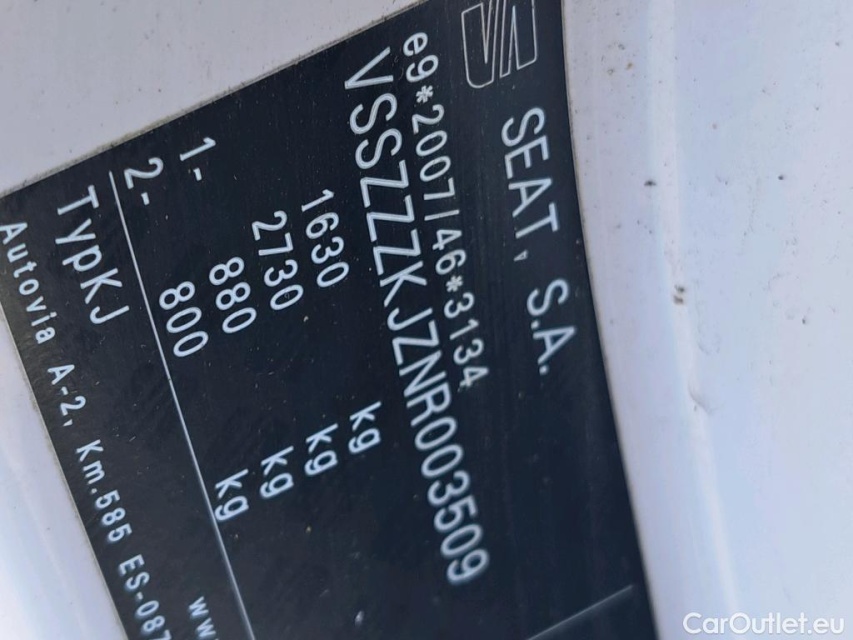 SEAT, S.A.
e9*2007/46*3134
VSSZZZKJZNR003509
1630 kg
2730 kg
1- 880 kg
2- 800 kg
TypKJ
Autovia A-2, Km.585 ES-087
ww
CarOutlet.eu